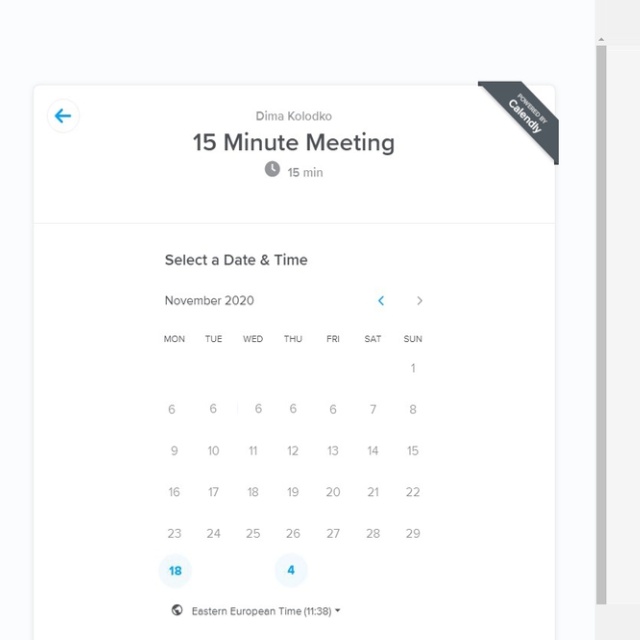 POWERED BY
Calendly
Dima Kolodko
15 Minute Meeting
15 min
Select a Date & Time
November 2020
MON TUE WED THU FRI SAT SUN
1
6 6 6 6 6 7 8
9 10 11 12 13 14 15
16 17 18 19 20 21 22
23 24 25 26 27 28 29
18 4
Eastern European Time (11:38)